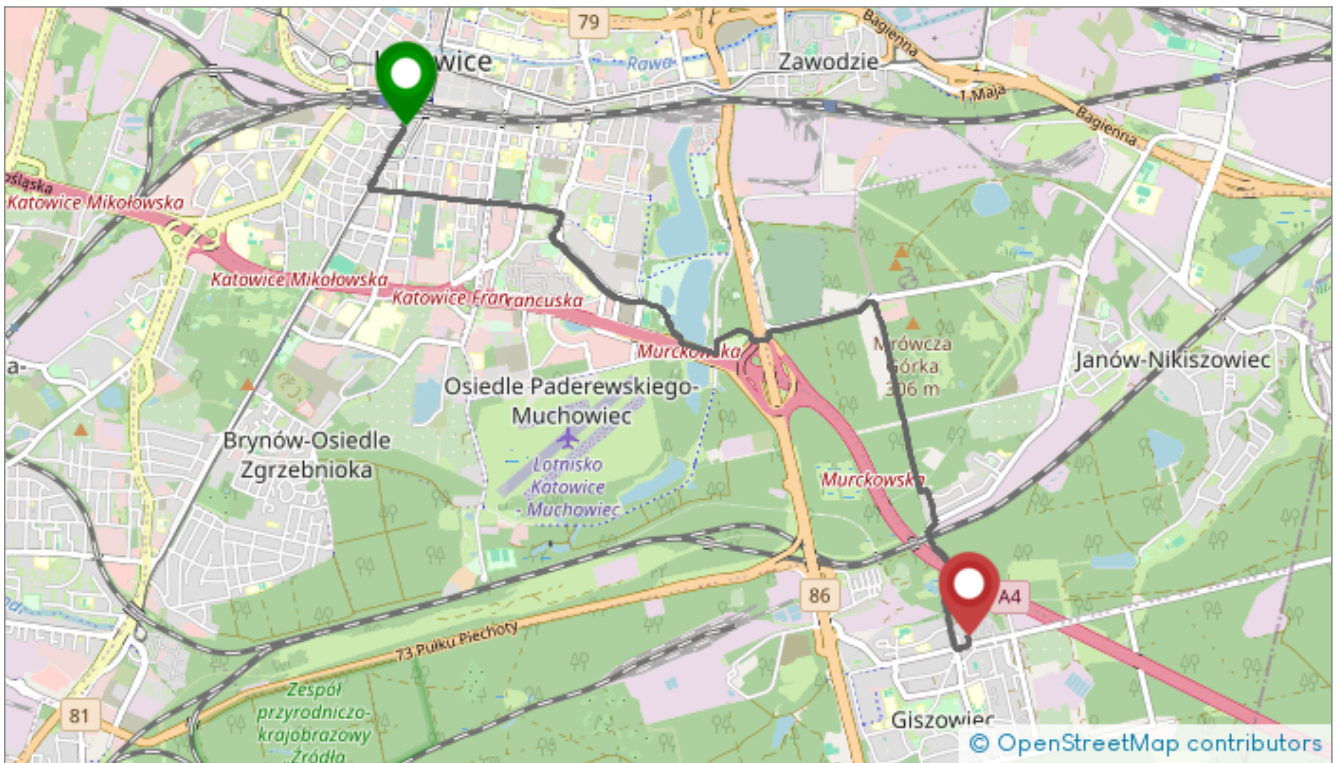 79
Bagienna
Rawa
Zawodzie
1 Maja
Bagienna
Katowice Mikołowska
Katowice Mikołowska
Murckowska
Mrówcza
Górka
306 m
Janów-Nikiszowiec
Osiedle Paderewskiego-
Muchowiec
Brynów-Osiedle
Zgrzebnioka
Lotnisko
Katowice
- Muchowiec
Murckowska
86
A4
73 Pułku Piechoty
81
Zespół
przyrodniczo-
krajobrazowy
„Źródła
Giszowiec
© OpenStreetMap contributors